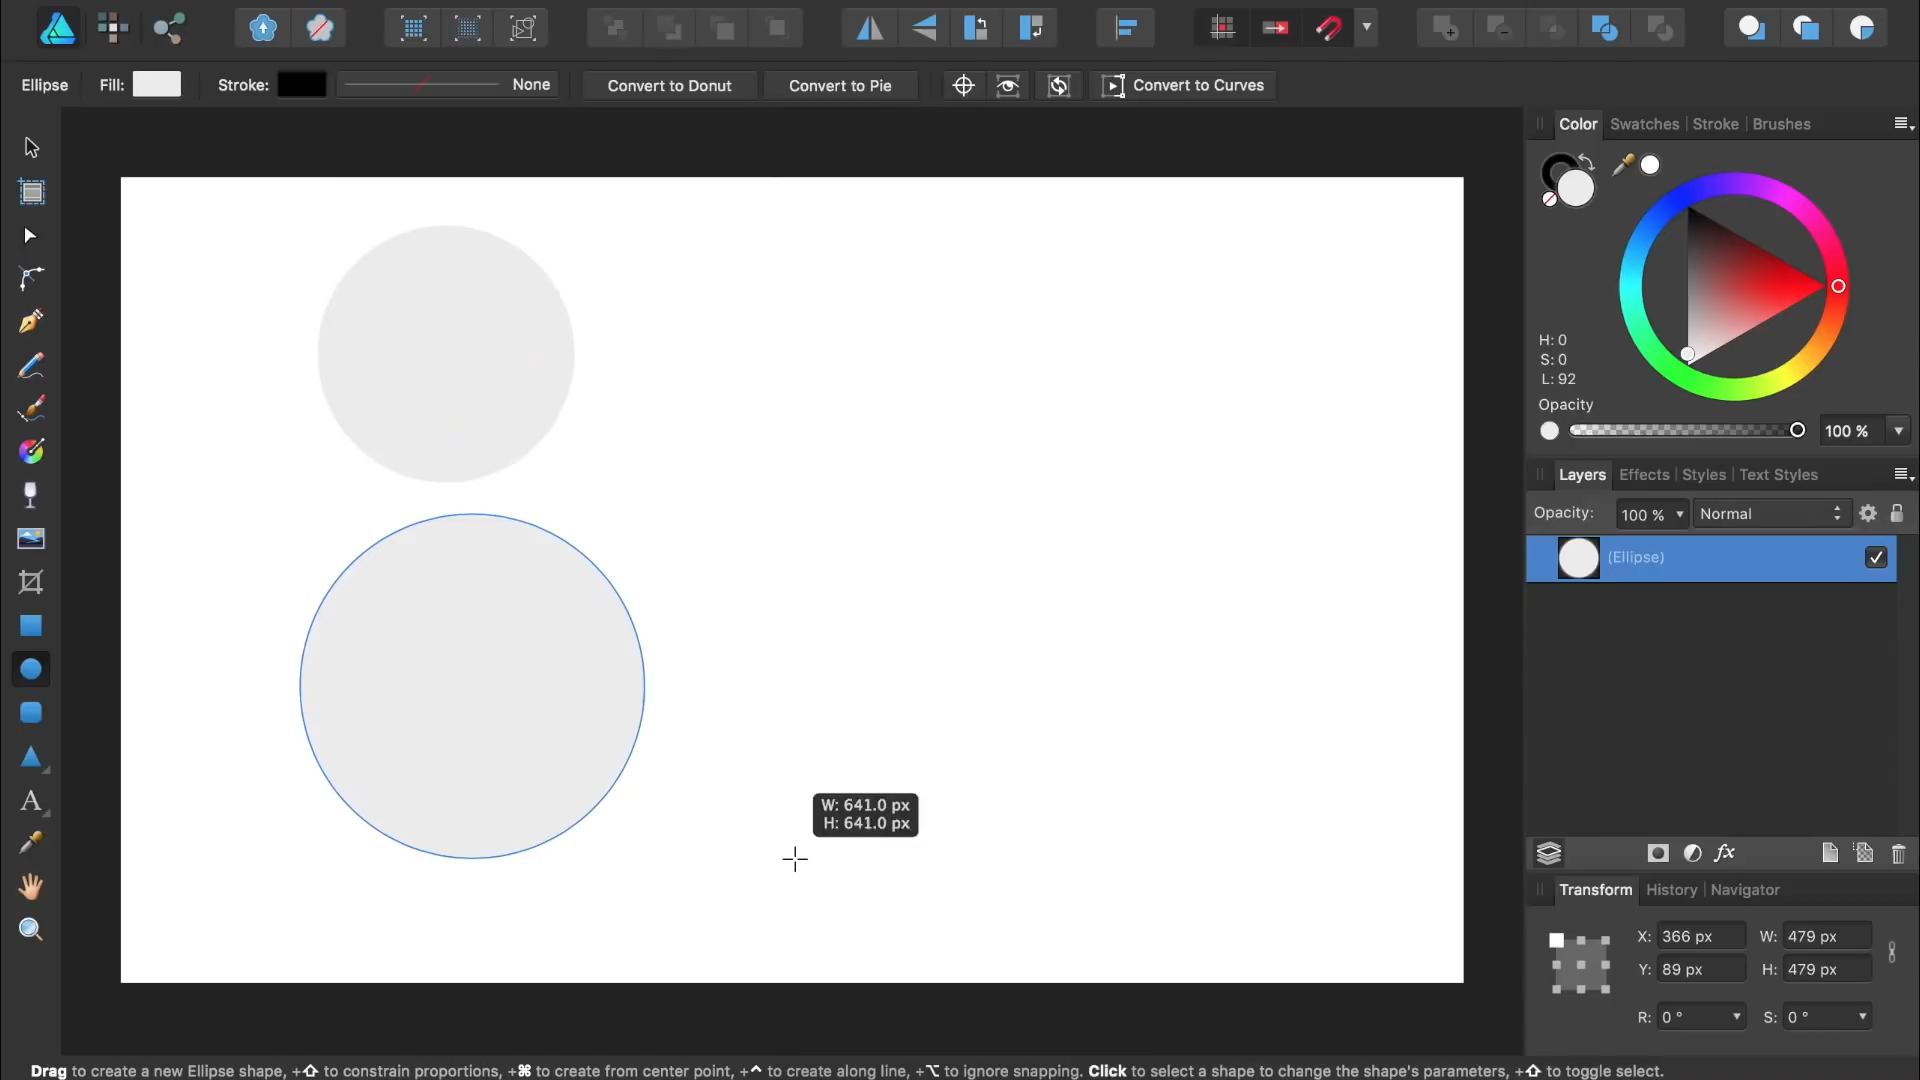 Ellipse Fill: Stroke: None Convert to Donut Convert to Pie Convert to Curves
Color Swatches Stroke Brushes
H: 0
S: 0
L: 92
Opacity
100 %
Layers Effects Styles Text Styles
Opacity: 100 % Normal
(Ellipse)
W: 641.0 px
H: 641.0 px
fx
Transform History Navigator
X: 366 px W: 479 px
Y: 89 px H: 479 px
R: 0 ° S: 0 °
A
Drag to create a new Ellipse shape, +⇧ to constrain proportions, +⌘ to create from center point, +⌃ to create along line, +⌥ to ignore snapping. Click to select a shape to change the shape's parameters, +⇧ to toggle select.